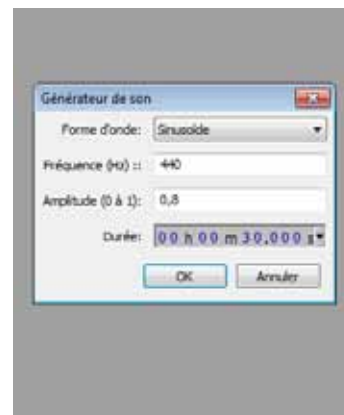 Générateur de son
Forme d'onde: Sinusoïde
Fréquence (Hz) :: 440
Amplitude (0 à 1): 0,8
Durée: 00 h 00 m 30.000 s
OK Annuler